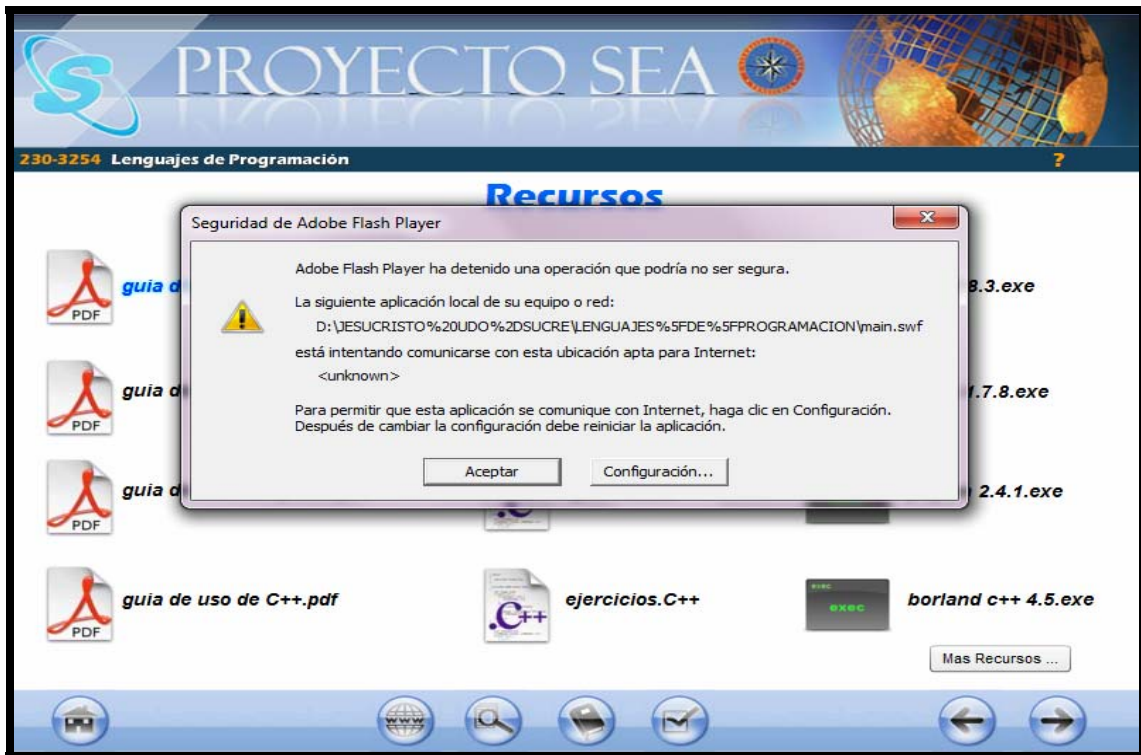 PROYECTO SEA
230-3254 Lenguajes de Programación
?
Recursos
Seguridad de Adobe Flash Player
Adobe Flash Player ha detenido una operación que podría no ser segura.
La siguiente aplicación local de su equipo o red:
D:\JESUCRISTO%20UDO%2DSUCRE\LENGUAJES%5FDE%5FPROGRAMACION\main.swf
está intentando comunicarse con esta ubicación apta para Internet:
<unknown>
Para permitir que esta aplicación se comunique con Internet, haga clic en Configuración.
Después de cambiar la configuración debe reiniciar la aplicación.
Aceptar
Configuración...
PDF
guia d
8.3.exe
PDF
guia d
.7.8.exe
PDF
guia d
2.4.1.exe
PDF
guia de uso de C++.pdf
.C++
ejercicios.C++
exec
exec
borland c++ 4.5.exe
Mas Recursos ...
www